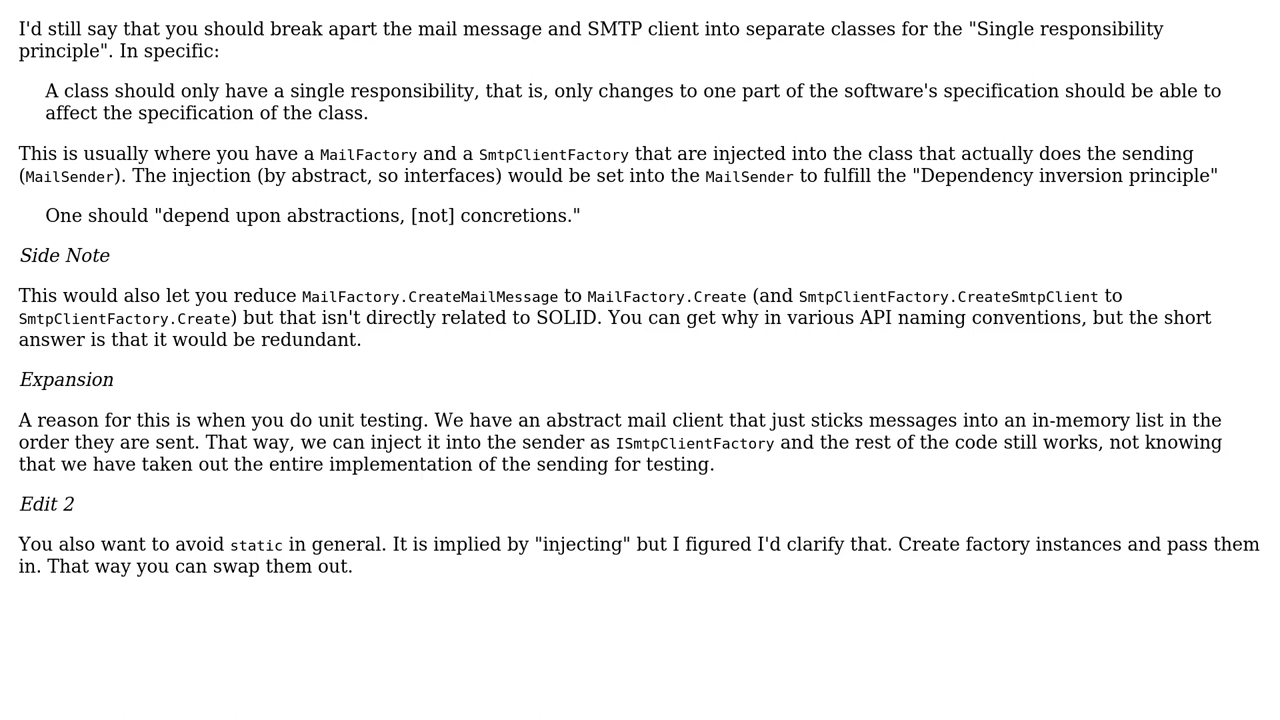 I'd still say that you should break apart the mail message and SMTP client into separate classes for the "Single responsibility
principle". In specific:
A class should only have a single responsibility, that is, only changes to one part of the software's specification should be able to
affect the specification of the class.
This is usually where you have a MailFactory and a SmtpClientFactory that are injected into the class that actually does the sending
(MailSender). The injection (by abstract, so interfaces) would be set into the MailSender to fulfill the "Dependency inversion principle"
One should "depend upon abstractions, [not] concretions."
Side Note
This would also let you reduce MailFactory.CreateMailMessage to MailFactory.Create (and SmtpClientFactory.CreateSmtpClient to
SmtpClientFactory.Create) but that isn't directly related to SOLID. You can get why in various API naming conventions, but the short
answer is that it would be redundant.
Expansion
A reason for this is when you do unit testing. We have an abstract mail client that just sticks messages into an in-memory list in the
order they are sent. That way, we can inject it into the sender as ISmtpClientFactory and the rest of the code still works, not knowing
that we have taken out the entire implementation of the sending for testing.
Edit 2
You also want to avoid static in general. It is implied by "injecting" but I figured I'd clarify that. Create factory instances and pass them
in. That way you can swap them out.